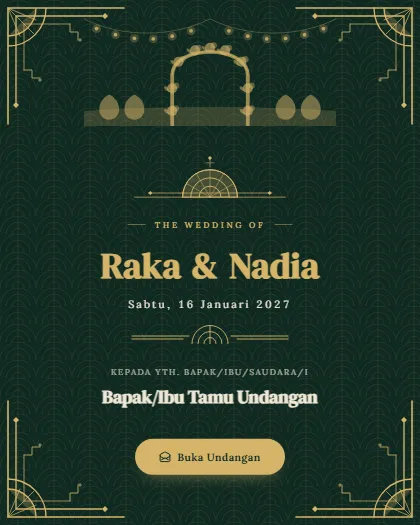 THE WEDDING OF
Raka & Nadia
Sabtu, 16 Januari 2027
KEPADA YTH. BAPAK/IBU/SAUDARA/I
Bapak/Ibu Tamu Undangan
Buka Undangan